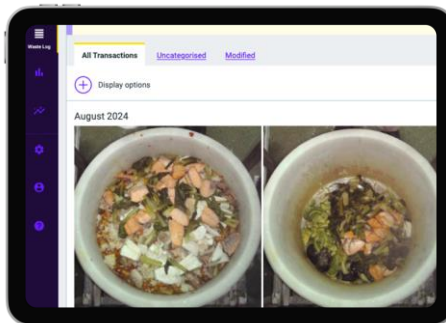 Waste Log
All Transactions
Uncategorised
Modified
Display options
August 2024